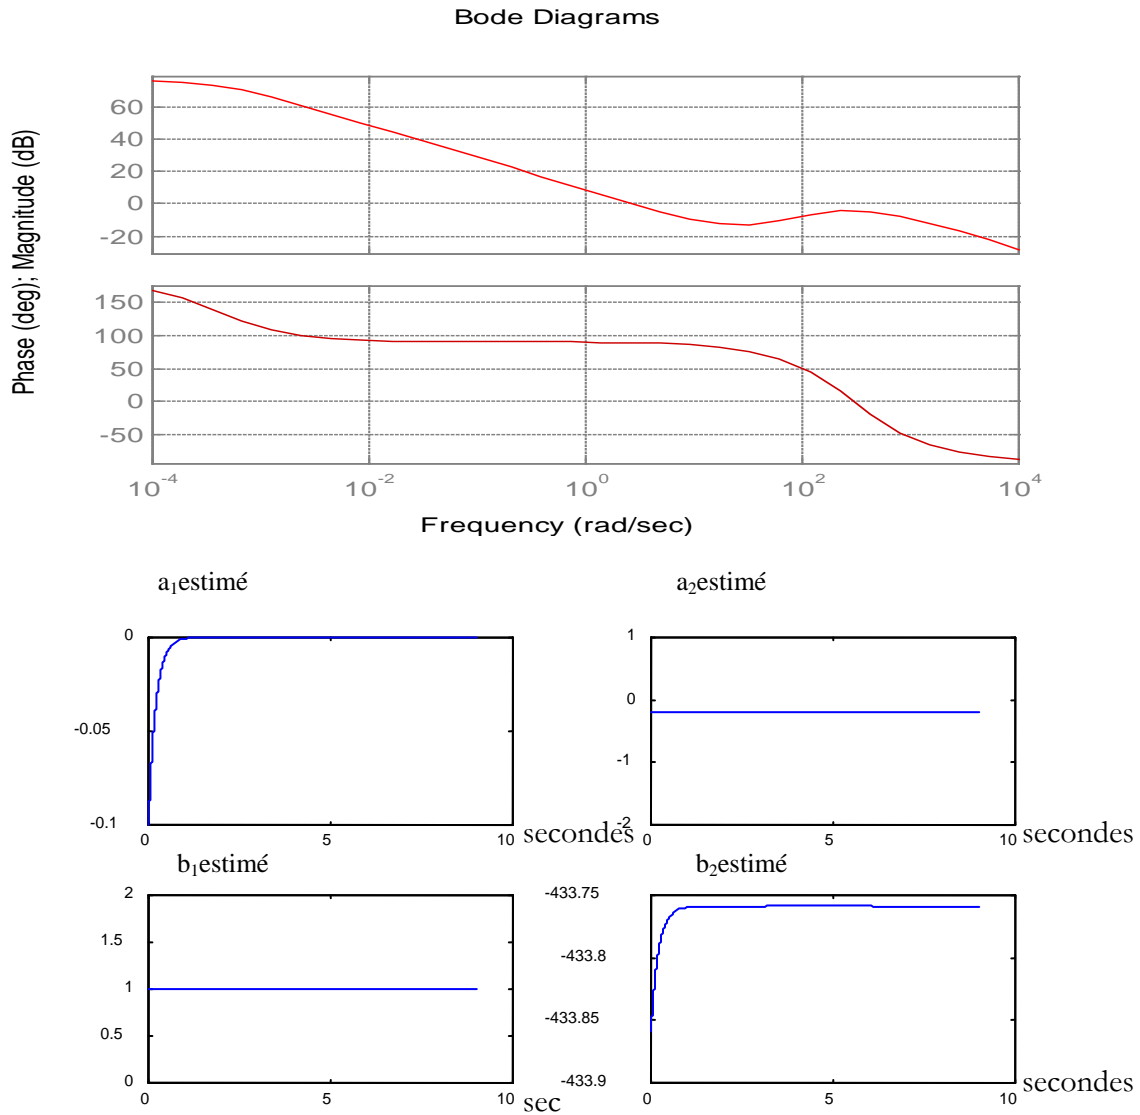 Bode Diagrams
Phase (deg); Magnitude (dB)
60
40
20
0
-20
150
100
50
0
-50
10-4 10-2 100 102 104
Frequency (rad/sec)
a1estimé a2estimé
0
-0.05
-0.1
0 5 10 secondes
1
0
-1
-2
0 5 10 secondes
b1estimé b2estimé
2
1.5
1
0.5
0
0 5 10 sec
-433.75
-433.8
-433.85
-433.9
0 5 10 secondes